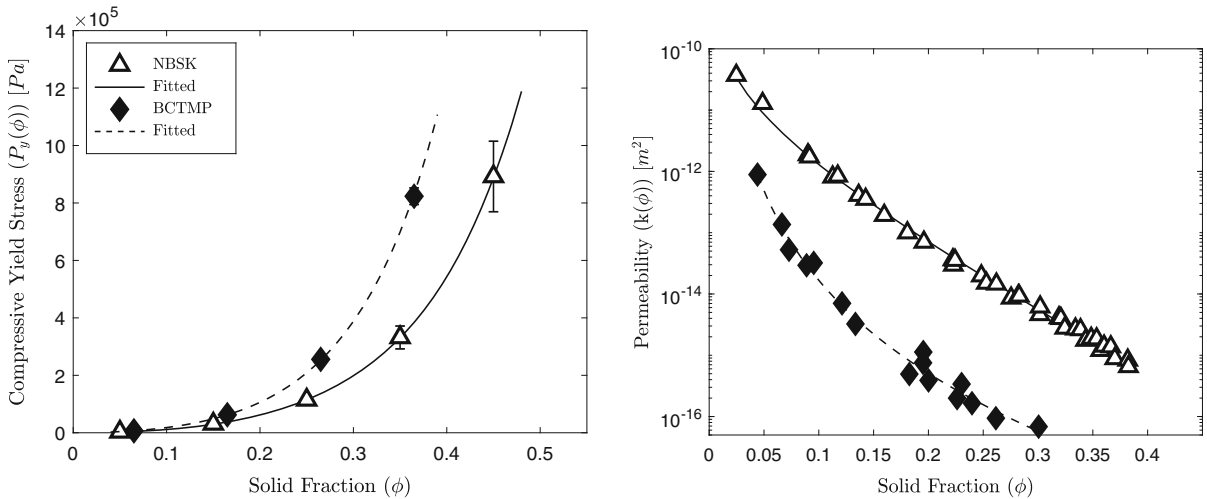 ×10⁵
14
12
10
8
6
4
2
0
Compressive Yield Stress (P_y(ϕ)) [Pa]
NBSK
Fitted
BCTMP
Fitted
0 0.1 0.2 0.3 0.4 0.5
Solid Fraction (ϕ)
10⁻¹⁰
10⁻¹²
10⁻¹⁴
10⁻¹⁶
Permeability (k(ϕ)) [m²]
0 0.05 0.1 0.15 0.2 0.25 0.3 0.35 0.4
Solid Fraction (ϕ)